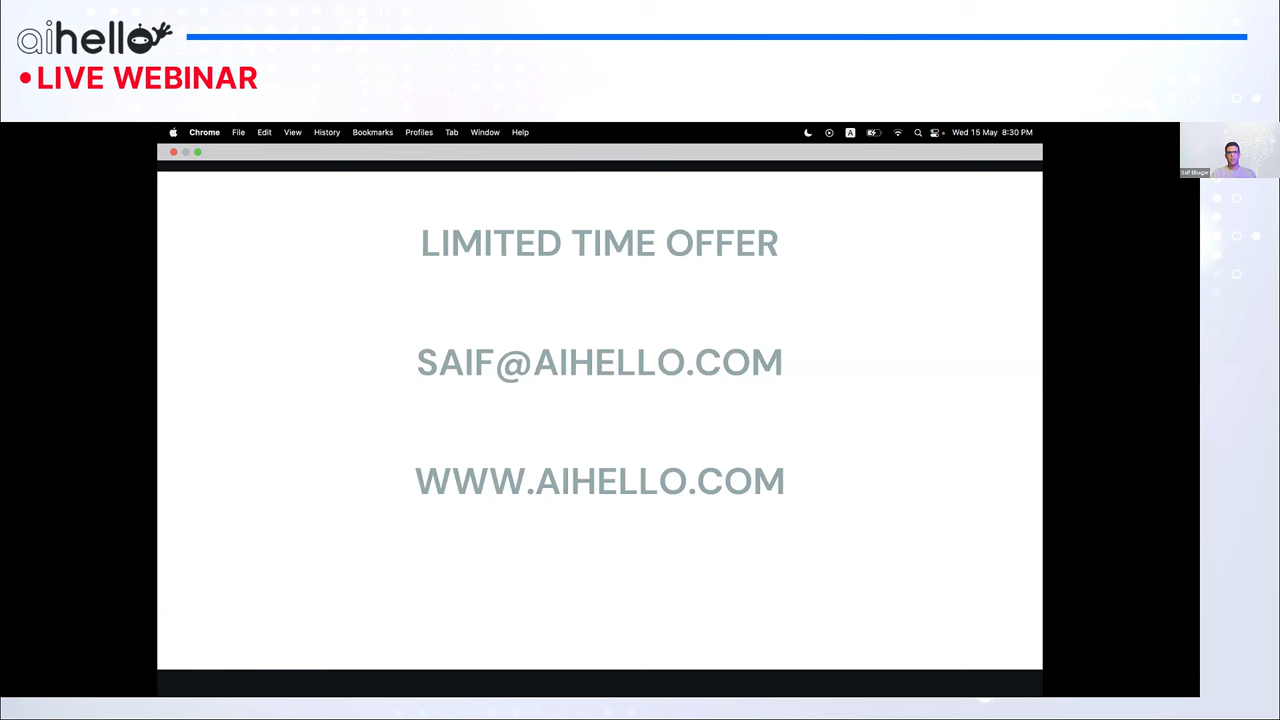 aihello
•LIVE WEBINAR
Chrome File Edit View History Bookmarks Profiles Tab Window Help A Wed 15 May 8:30 PM
LIMITED TIME OFFER
SAIF@AIHELLO.COM
WWW.AIHELLO.COM